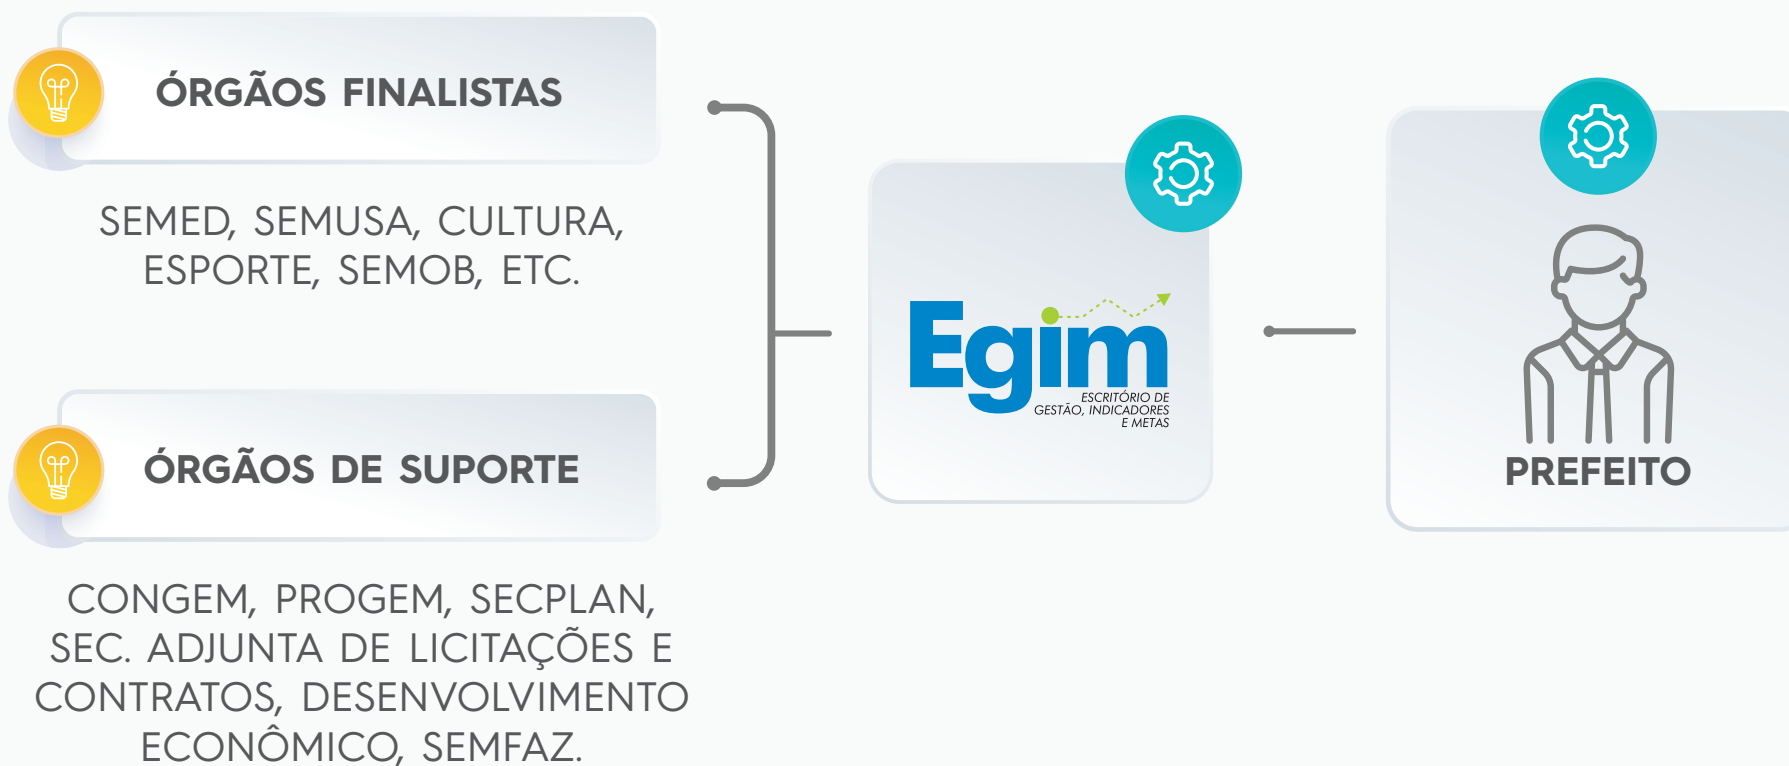 ÓRGÃOS FINALISTAS
SEMED, SEMUSA, CULTURA,
ESPORTE, SEMOB, ETC.
ÓRGÃOS DE SUPORTE
CONGEM, PROGEM, SECPLAN,
SEC. ADJUNTA DE LICITAÇÕES E
CONTRATOS, DESENVOLVIMENTO
ECONÔMICO, SEMFAZ.
Egim
ESCRITÓRIO DE
GESTÃO, INDICADORES
E METAS
PREFEITO